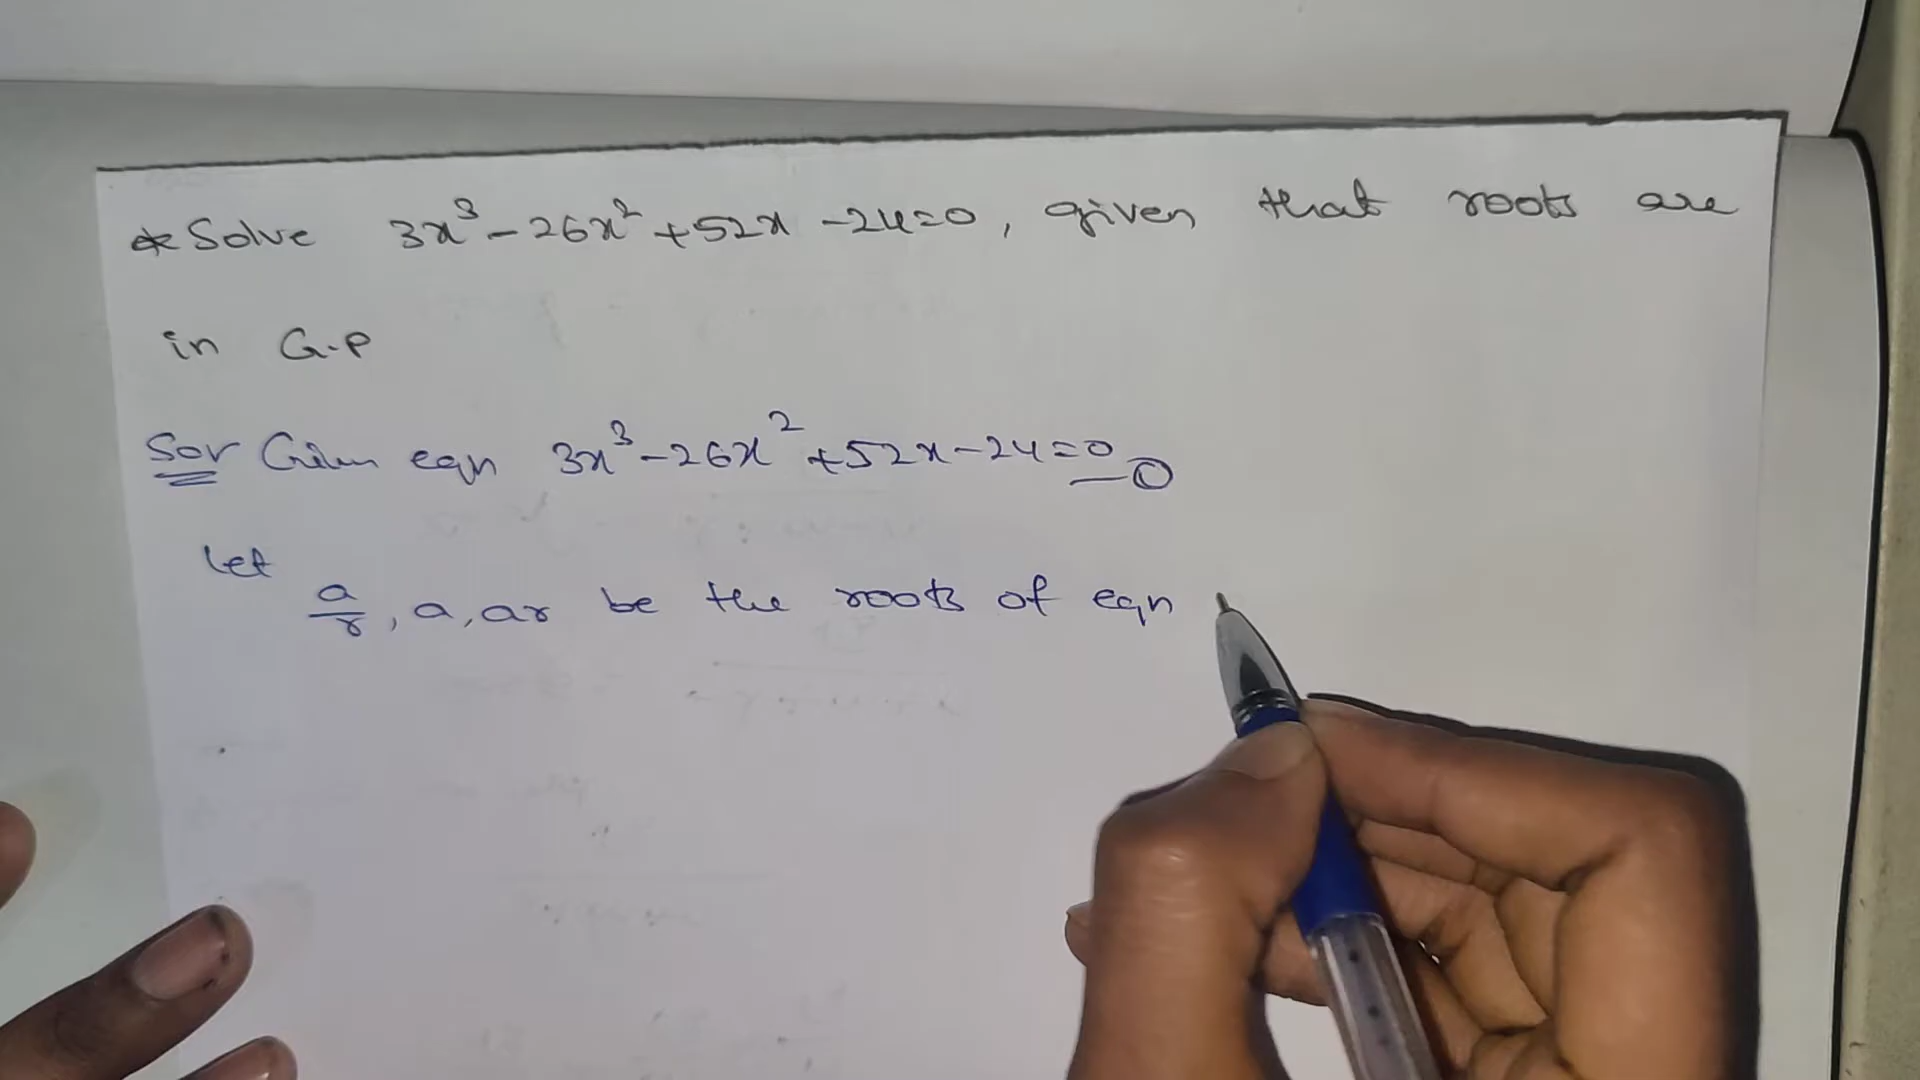 * Solve 3x³-26x²+52x-24=0, given that roots are
in G.P
Sol Given eqn 3x³-26x²+52x-24=0 —①
Let
a/r, a, ar be the roots of eqn